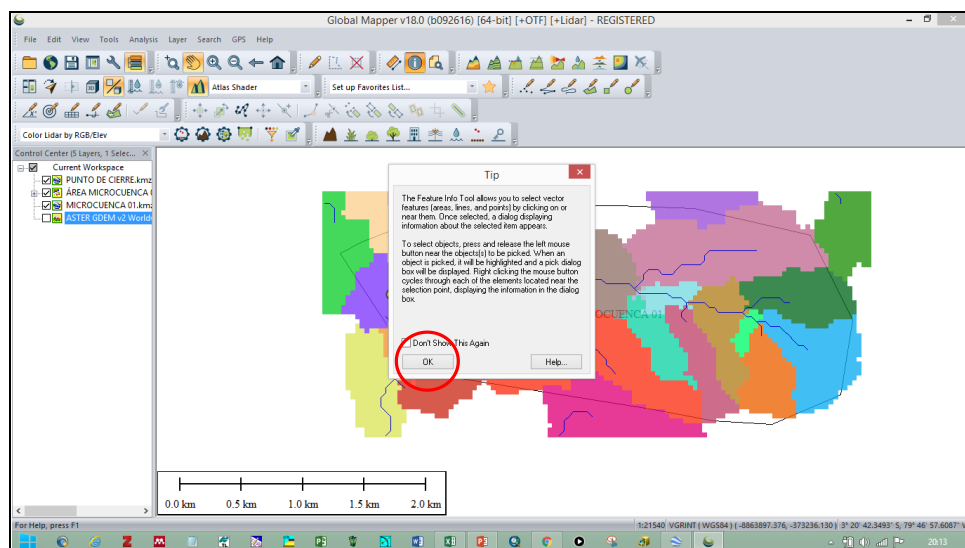 Global Mapper v18.0 (b092616) [64-bit] [+OTF] [+Lidar] - REGISTERED
File Edit View Tools Analysis Layer Search GPS Help
Atlas Shader
Set up Favorites List...
Color Lidar by RGB/Elev
Control Center (5 Layers, 1 Selec...
Current Workspace
PUNTO DE CIERRE.kmz
ÁREA MICROCUENCA
MICROCUENCA 01.kmz
ASTER GDEM v2 World
Tip
The Feature Info Tool allows you to select vector
features (areas, lines, and points) by clicking on or
near them. Once selected, a dialog displaying
information about the selected item appears.
To select objects, press and release the left mouse
button near the objects(s) to be picked. When an
object is picked, it will be highlighted and a pick dialog
box will be displayed. Right clicking the mouse button
cycles through each of the elements located near the
selection point, displaying the information in the dialog
box.
Don't Show This Again
OK
Help...
OCUENCA 01
0.0 km 0.5 km 1.0 km 1.5 km 2.0 km
For Help, press F1
1:21540 VGRINT ( WGS84 ) ( -8863897.376, -373236.130 ) 3° 20' 42.3493" S, 79° 46' 57.6087" W
20:13